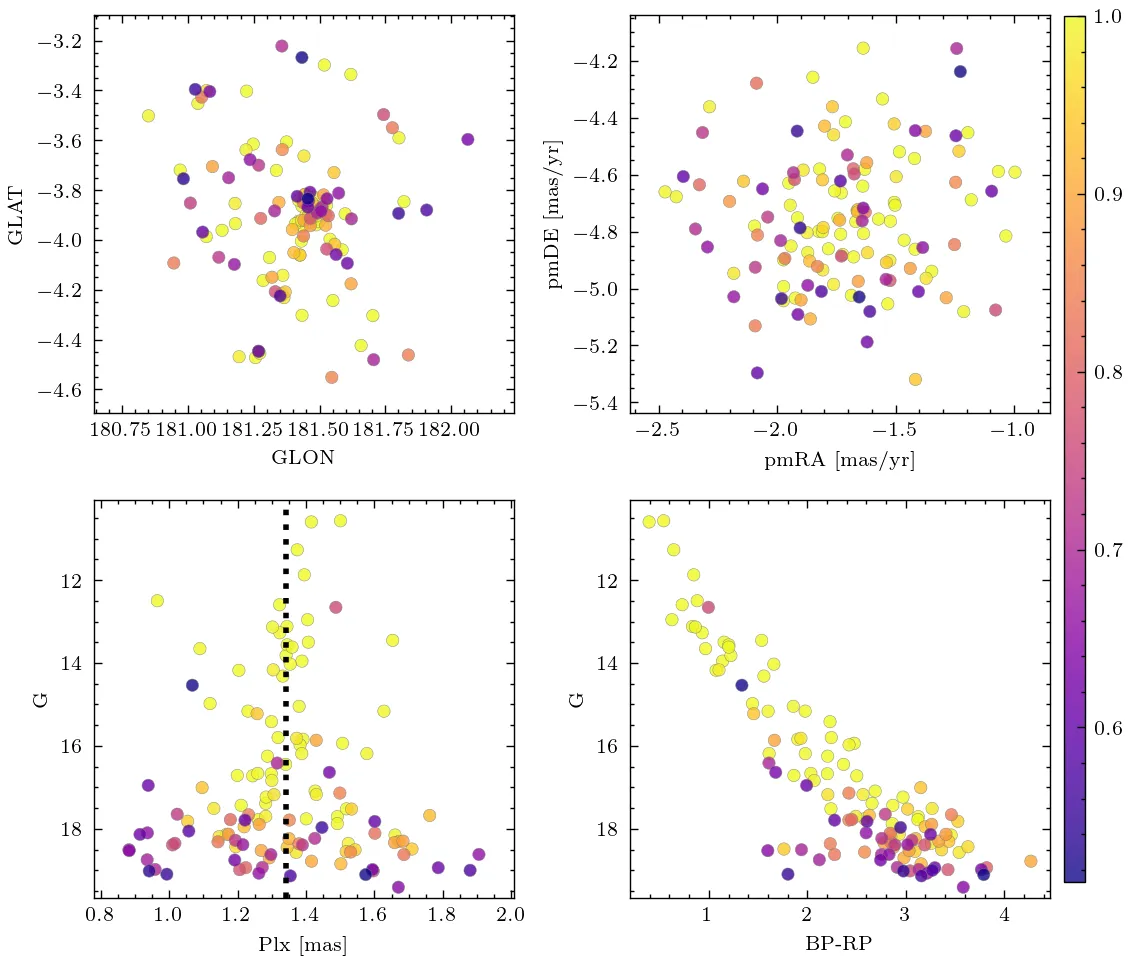 −3.2
−3.4
−3.6
−3.8
−4.0
−4.2
−4.4
−4.6
GLAT
180.75 181.00 181.25 181.50 181.75 182.00
GLON
−4.2
−4.4
−4.6
−4.8
−5.0
−5.2
−5.4
pmDE [mas/yr]
−2.5 −2.0 −1.5 −1.0
pmRA [mas/yr]
12
14
16
18
G
0.8 1.0 1.2 1.4 1.6 1.8 2.0
Plx [mas]
12
14
16
18
G
1 2 3 4
BP-RP
1.0
0.9
0.8
0.7
0.6